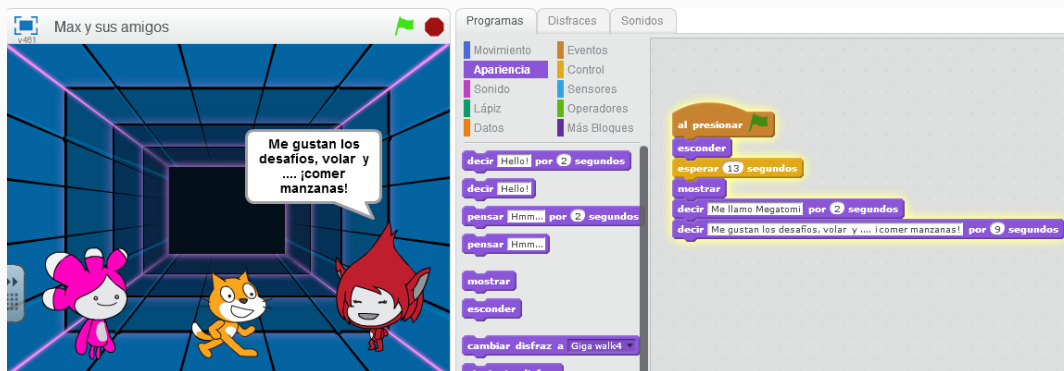 Max y sus amigos
v461
Me gustan los
desafíos, volar y
.... ¡comer
manzanas!
Programas
Disfraces
Sonidos
Movimiento
Eventos
Apariencia
Control
Sonido
Sensores
Lápiz
Operadores
Datos
Más Bloques
decir Hello! por 2 segundos
decir Hello!
pensar Hmm... por 2 segundos
pensar Hmm...
mostrar
esconder
cambiar disfraz a Giga walk4
al presionar
esconder
esperar 13 segundos
mostrar
decir Me llamo Megatomi por 2 segundos
decir Me gustan los desafíos, volar y .... ¡comer manzanas! por 9 segundos